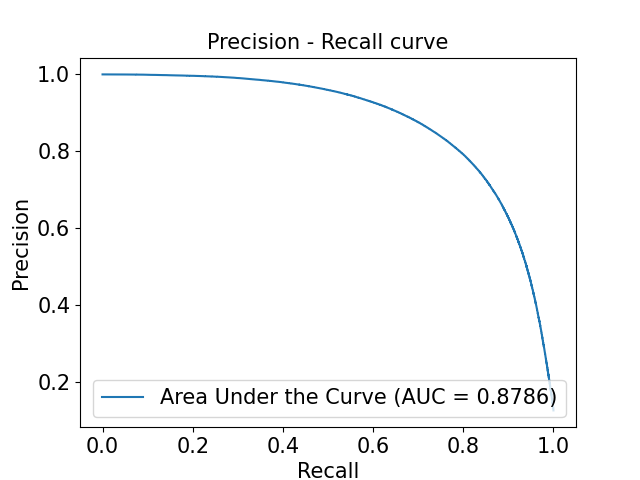 Precision - Recall curve
1.0
0.8
0.6
0.4
0.2
Precision
Area Under the Curve (AUC = 0.8786)
0.0 0.2 0.4 0.6 0.8 1.0
Recall